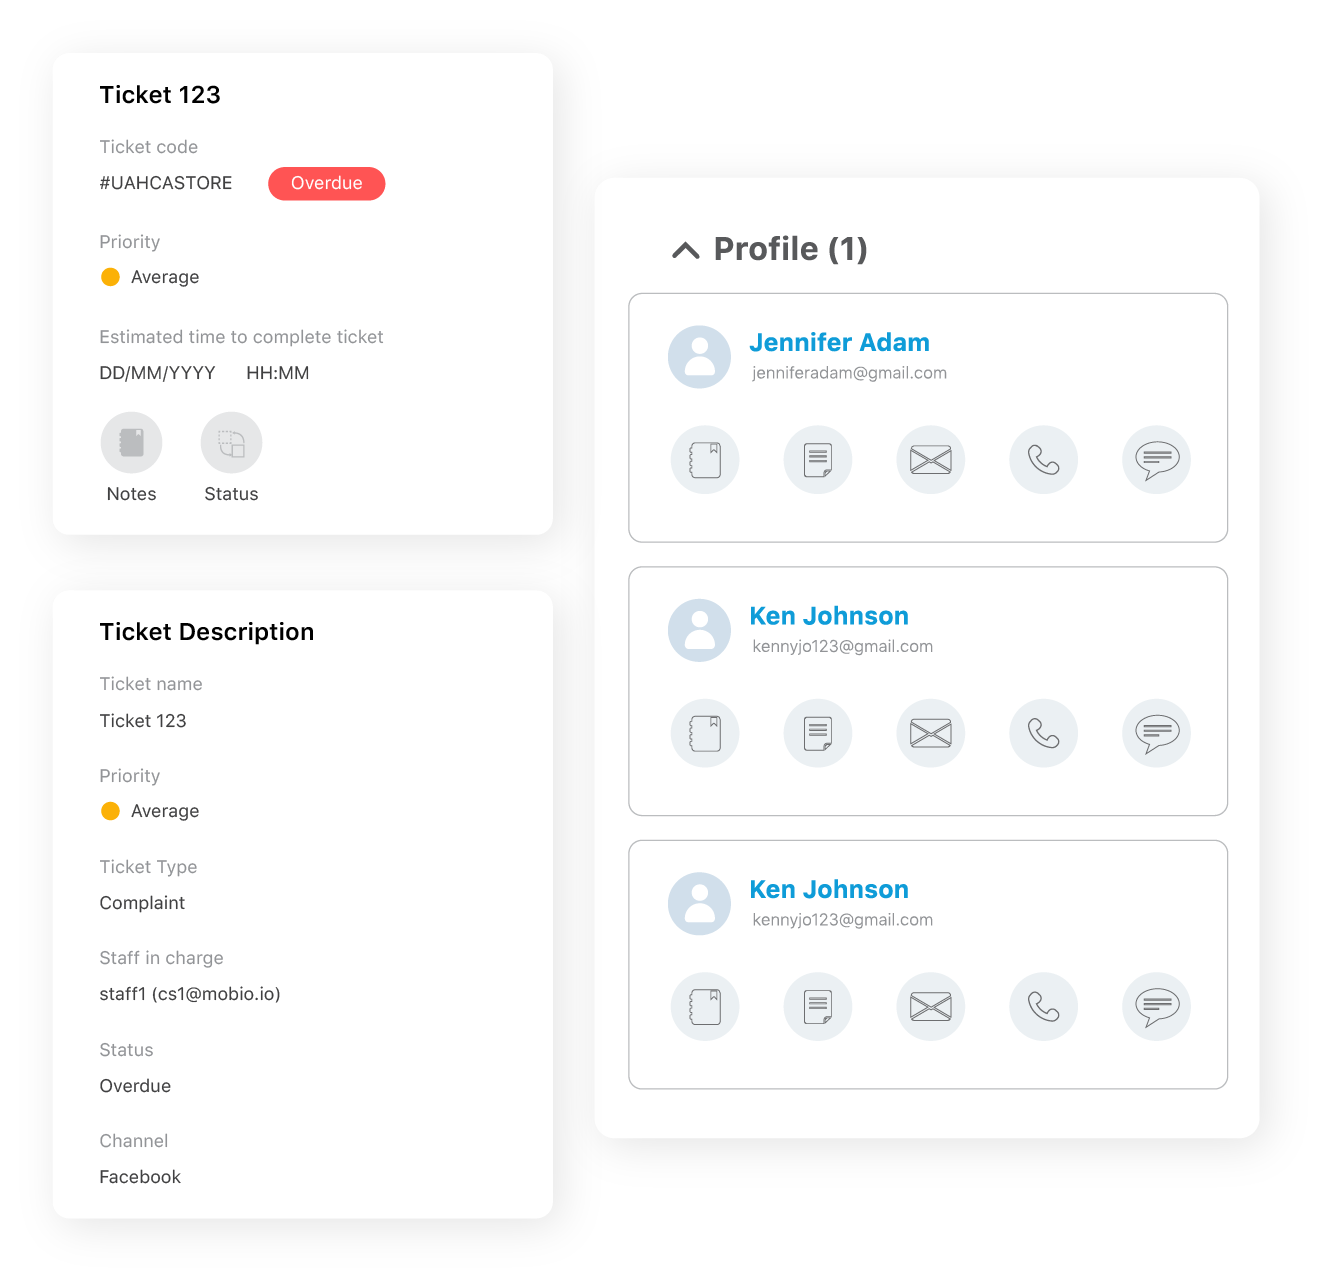 Ticket 123
Ticket code
#UAHCASTORE Overdue
Priority
Average
Estimated time to complete ticket
DD/MM/YYYY HH:MM
Notes Status
Ticket Description
Ticket name
Ticket 123
Priority
Average
Ticket Type
Complaint
Staff in charge
staff1 (cs1@mobio.io)
Status
Overdue
Channel
Facebook
Profile (1)
Jennifer Adam
jenniferadam@gmail.com
Ken Johnson
kennyjo123@gmail.com
Ken Johnson
kennyjo123@gmail.com